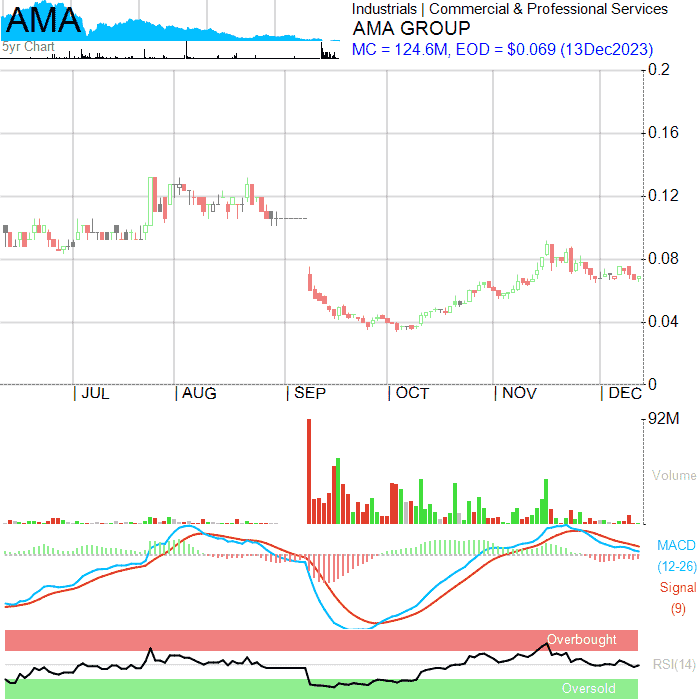 AMA
5yr Chart
Industrials | Commercial & Professional Services
AMA GROUP
MC = 124.6M, EOD = $0.069 (13Dec2023)
0.2
0.16
0.12
0.08
0.04
0
| JUL | AUG | SEP | OCT | NOV | DEC
92M
Volume
MACD
(12-26)
Signal
(9)
Overbought
RSI(14)
Oversold